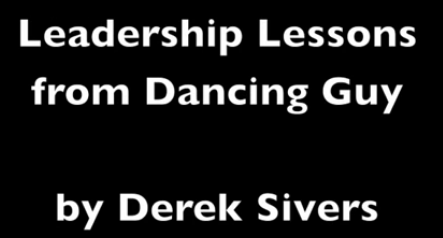 Leadership Lessons
from Dancing Guy
by Derek Sivers